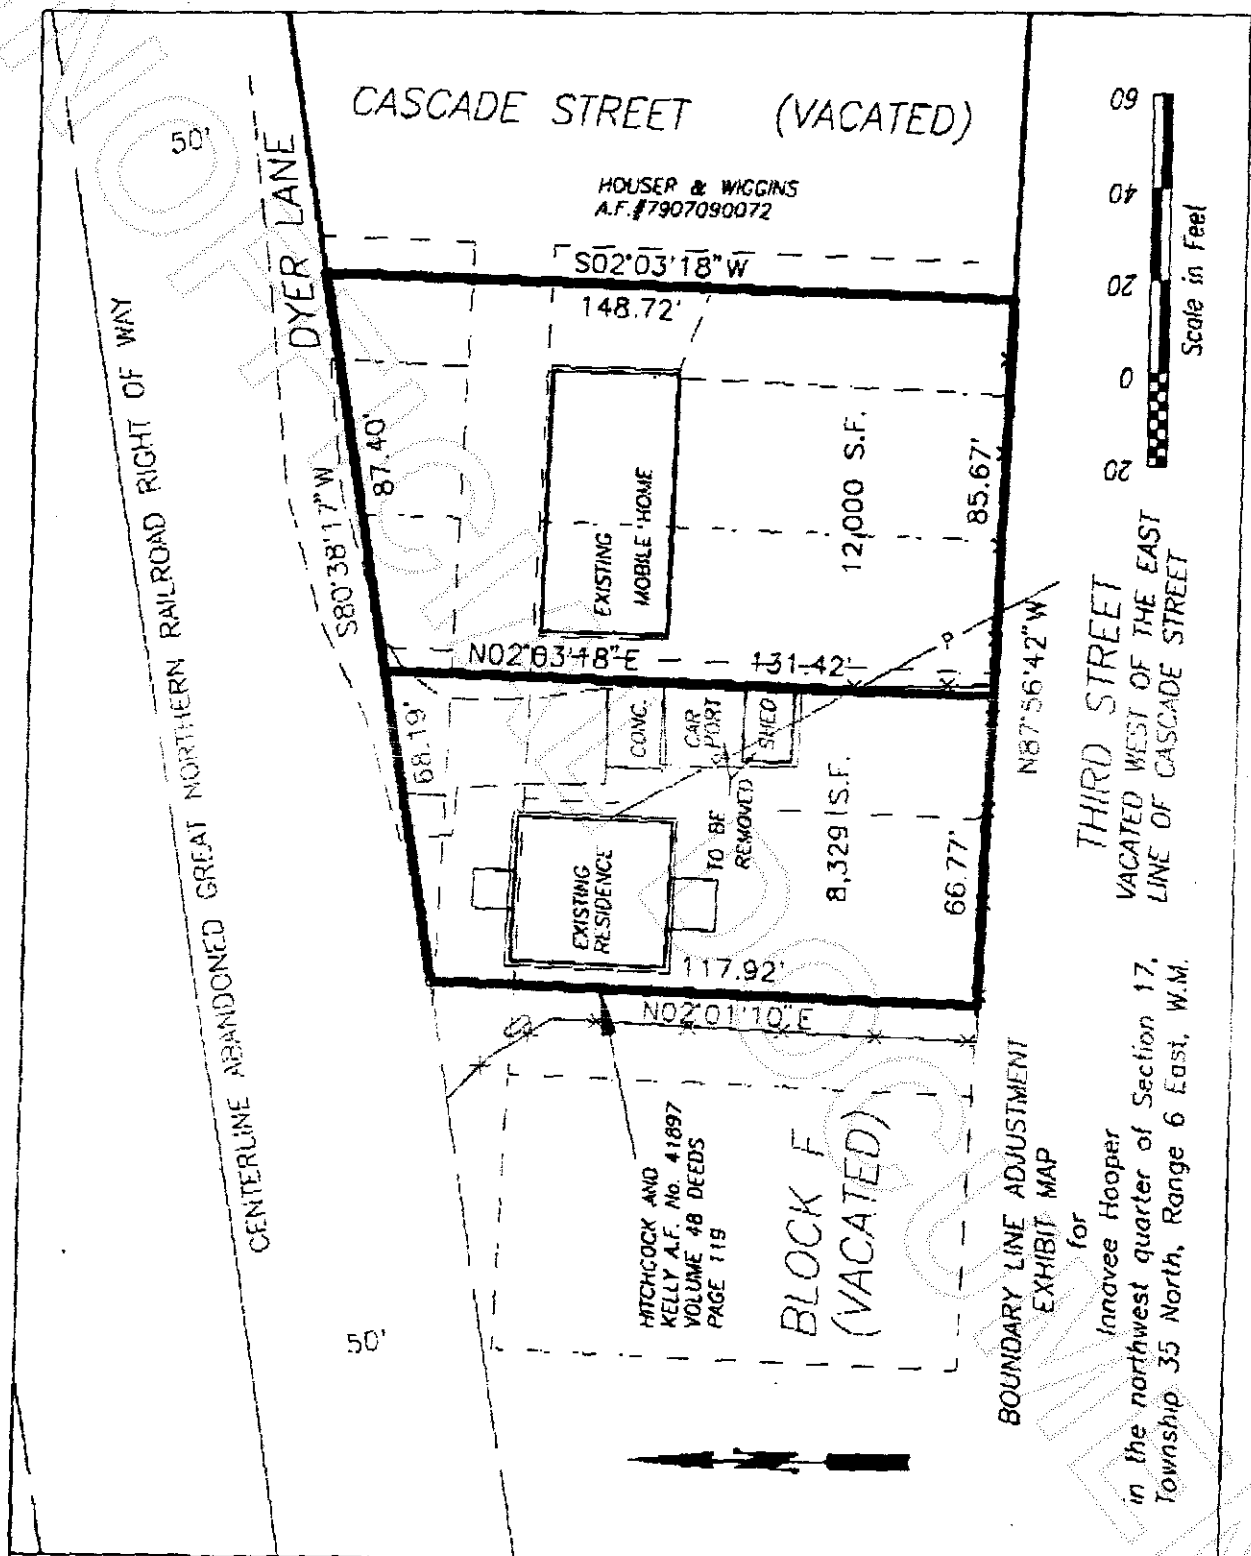 CENTERLINE ABANDONED GREAT NORTHERN RAILROAD RIGHT OF WAY
50'
50'
DYER LANE
CASCADE STREET (VACATED)
HOUSER & WIGGINS
A.F.#7907090072
S02°03'18"W
148.72'
S80°38'17"W
87.40'
68.19'
EXISTING
MOBILE HOME
12,000 S.F.
85.67'
N02°03'18"E
131.42'
CONC.
CAR
PORT
SHED
TO BE
REMOVED
EXISTING
RESIDENCE
8,329 S.F.
66.77'
117.92'
N02°01'10"E
N87°56'42"W
P
HITCHCOCK AND
KELLY A.F. No. 41897
VOLUME 48 DEEDS
PAGE 119
BLOCK F
(VACATED)
THIRD STREET
VACATED WEST OF THE EAST
LINE OF CASCADE STREET
20 0 20 40 60
Scale in Feet
BOUNDARY LINE ADJUSTMENT
EXHIBIT MAP
for
Innavee Hooper
in the northwest quarter of Section 17,
Township 35 North, Range 6 East, W.M.
UNOFFICIAL DOCUMENT